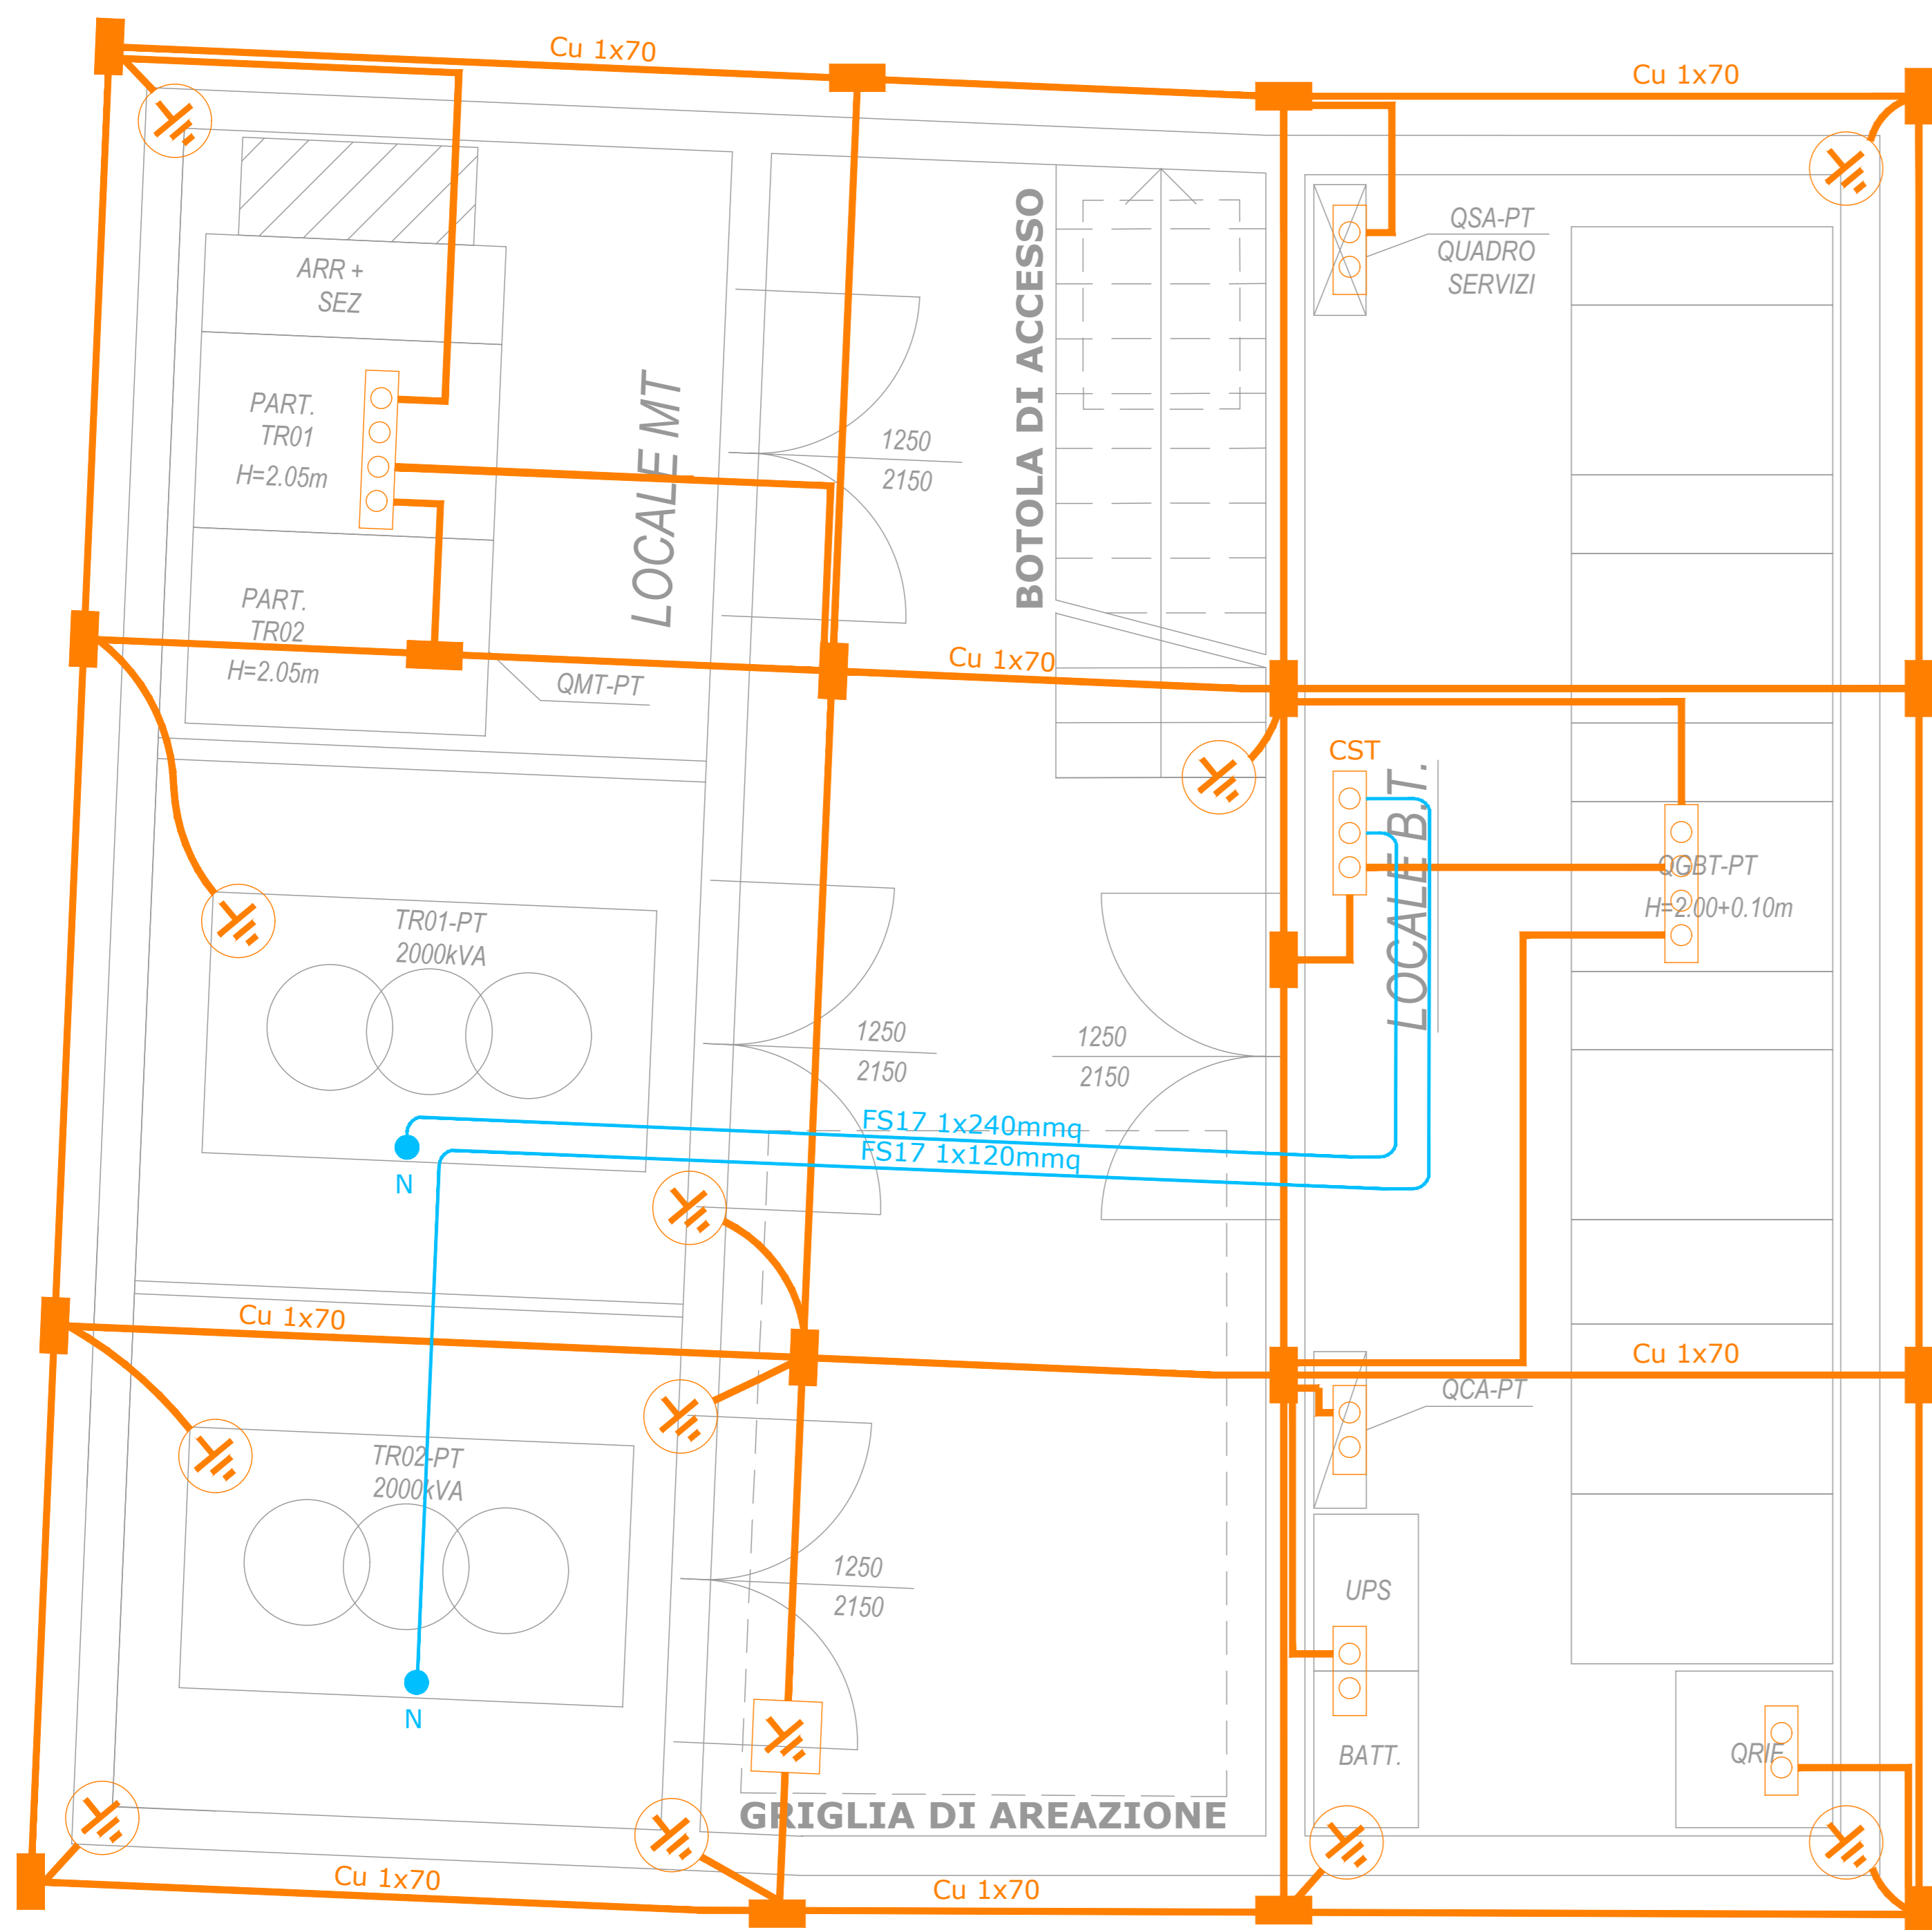 Cu 1x70
Cu 1x70
ARR +
SEZ
PART.
TR01
H=2.05m
PART.
TR02
H=2.05m
LOCALE MT
QMT-PT
1250
2150
BOTOLA DI ACCESSO
QSA-PT
QUADRO
SERVIZI
Cu 1x70
CST
LOCALE B.T.
QGBT-PT
H=2.00+0.10m
TR01-PT
2000kVA
1250
2150
1250
2150
FS17 1x240mmq
FS17 1x120mmq
N
Cu 1x70
Cu 1x70
QCA-PT
TR02-PT
2000kVA
1250
2150
UPS
N
BATT.
QRIF
GRIGLIA DI AREAZIONE
Cu 1x70
Cu 1x70